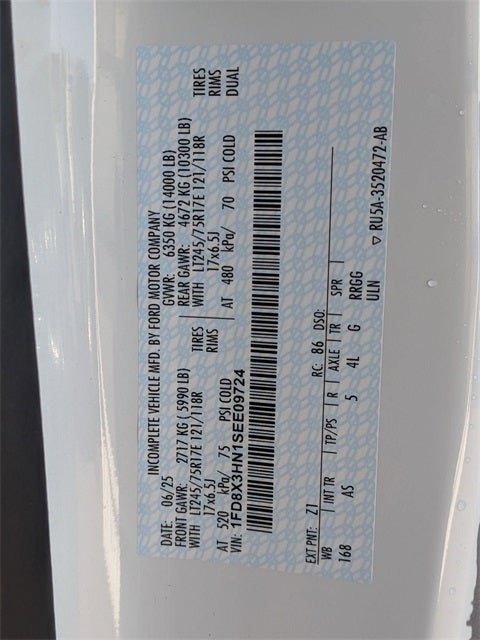 INCOMPLETE VEHICLE MFD. BY FORD MOTOR COMPANY
DATE: 06/25 GVWR: 6350 KG (14000 LB)
FRONT GAWR: 2717 KG (5990 LB) REAR GAWR: 4672 KG (10300 LB)
WITH LT245/75R17E 121/118R TIRES WITH LT245/75R17E 121/118R TIRES
17x6.5J RIMS 17x6.5J RIMS
AT 520 kPa/ 75 PSI COLD AT 480 kPa/ 70 PSI COLD DUAL
VIN: 1FD8X3HN1SEE09724
EXT PNT: Z1 RC: 86 DSO:
WB INT TR TP/PS R AXLE TR SPR
168 AS 5 4L G RRGG
ULN
▽ RU5A-3520472-AB